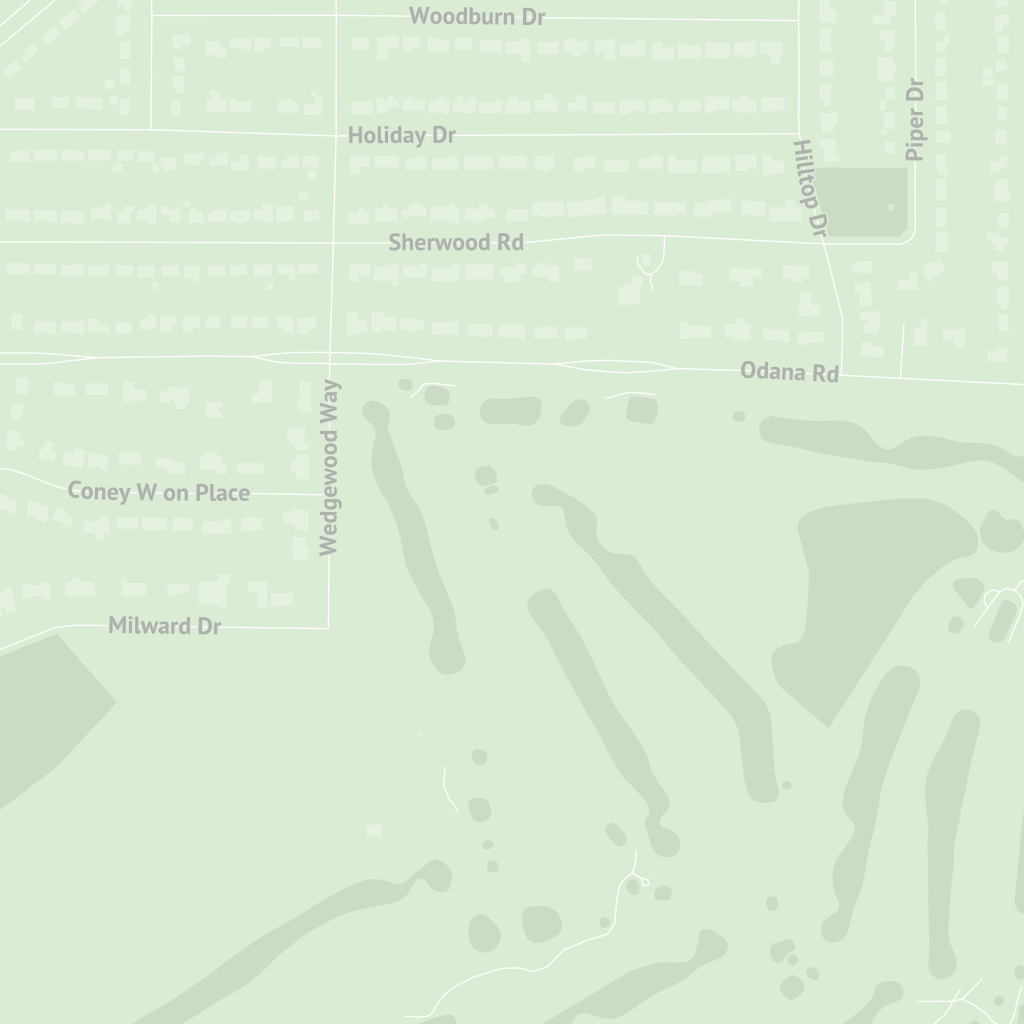 Woodburn Dr
Piper Dr
Holiday Dr
Hilltop Dr
Sherwood Rd
Odana Rd
Wedgewood Way
Coney W on Place
Milward Dr